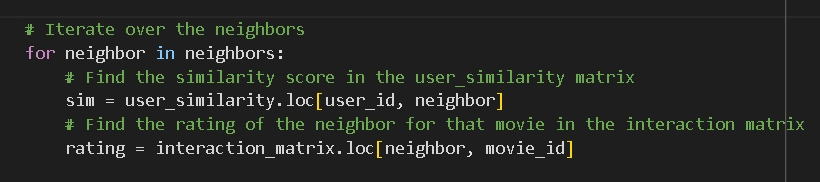 # Iterate over the neighbors
for neighbor in neighbors:
# Find the similarity score in the user_similarity matrix
sim = user_similarity.loc[user_id, neighbor]
# Find the rating of the neighbor for that movie in the interaction matrix
rating = interaction_matrix.loc[neighbor, movie_id]